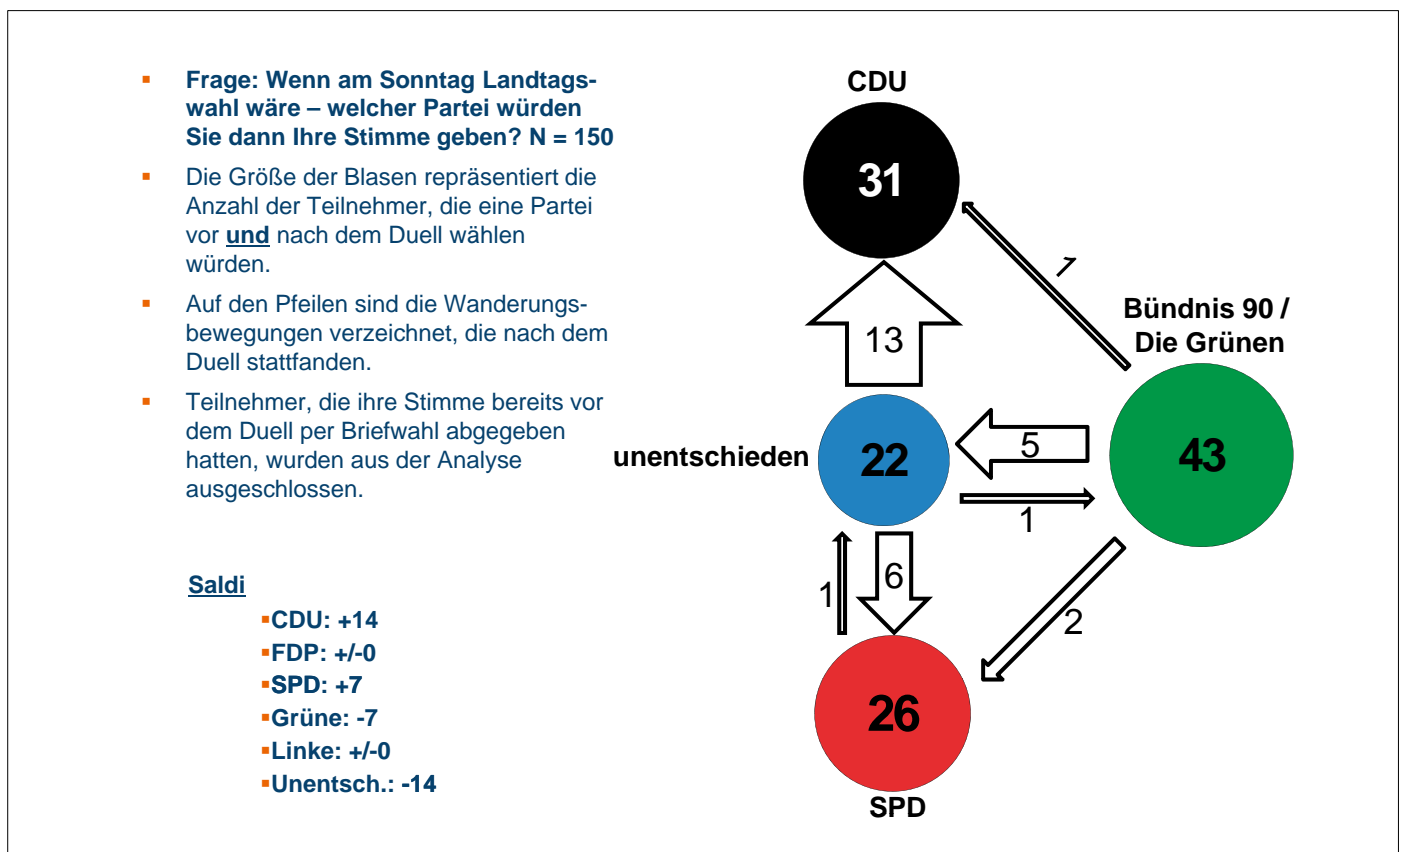 Frage: Wenn am Sonntag Landtags-
wahl wäre – welcher Partei würden
Sie dann Ihre Stimme geben? N = 150
Die Größe der Blasen repräsentiert die
Anzahl der Teilnehmer, die eine Partei
vor und nach dem Duell wählen
würden.
Auf den Pfeilen sind die Wanderungs-
bewegungen verzeichnet, die nach dem
Duell stattfanden.
Teilnehmer, die ihre Stimme bereits vor
dem Duell per Briefwahl abgegeben
hatten, wurden aus der Analyse
ausgeschlossen.
Saldi
CDU: +14
FDP: +/-0
SPD: +7
Grüne: -7
Linke: +/-0
Unentsch.: -14
CDU
31
1
Bündnis 90 /
Die Grünen
13
unentschieden
22
5
43
1
1
6
2
26
SPD